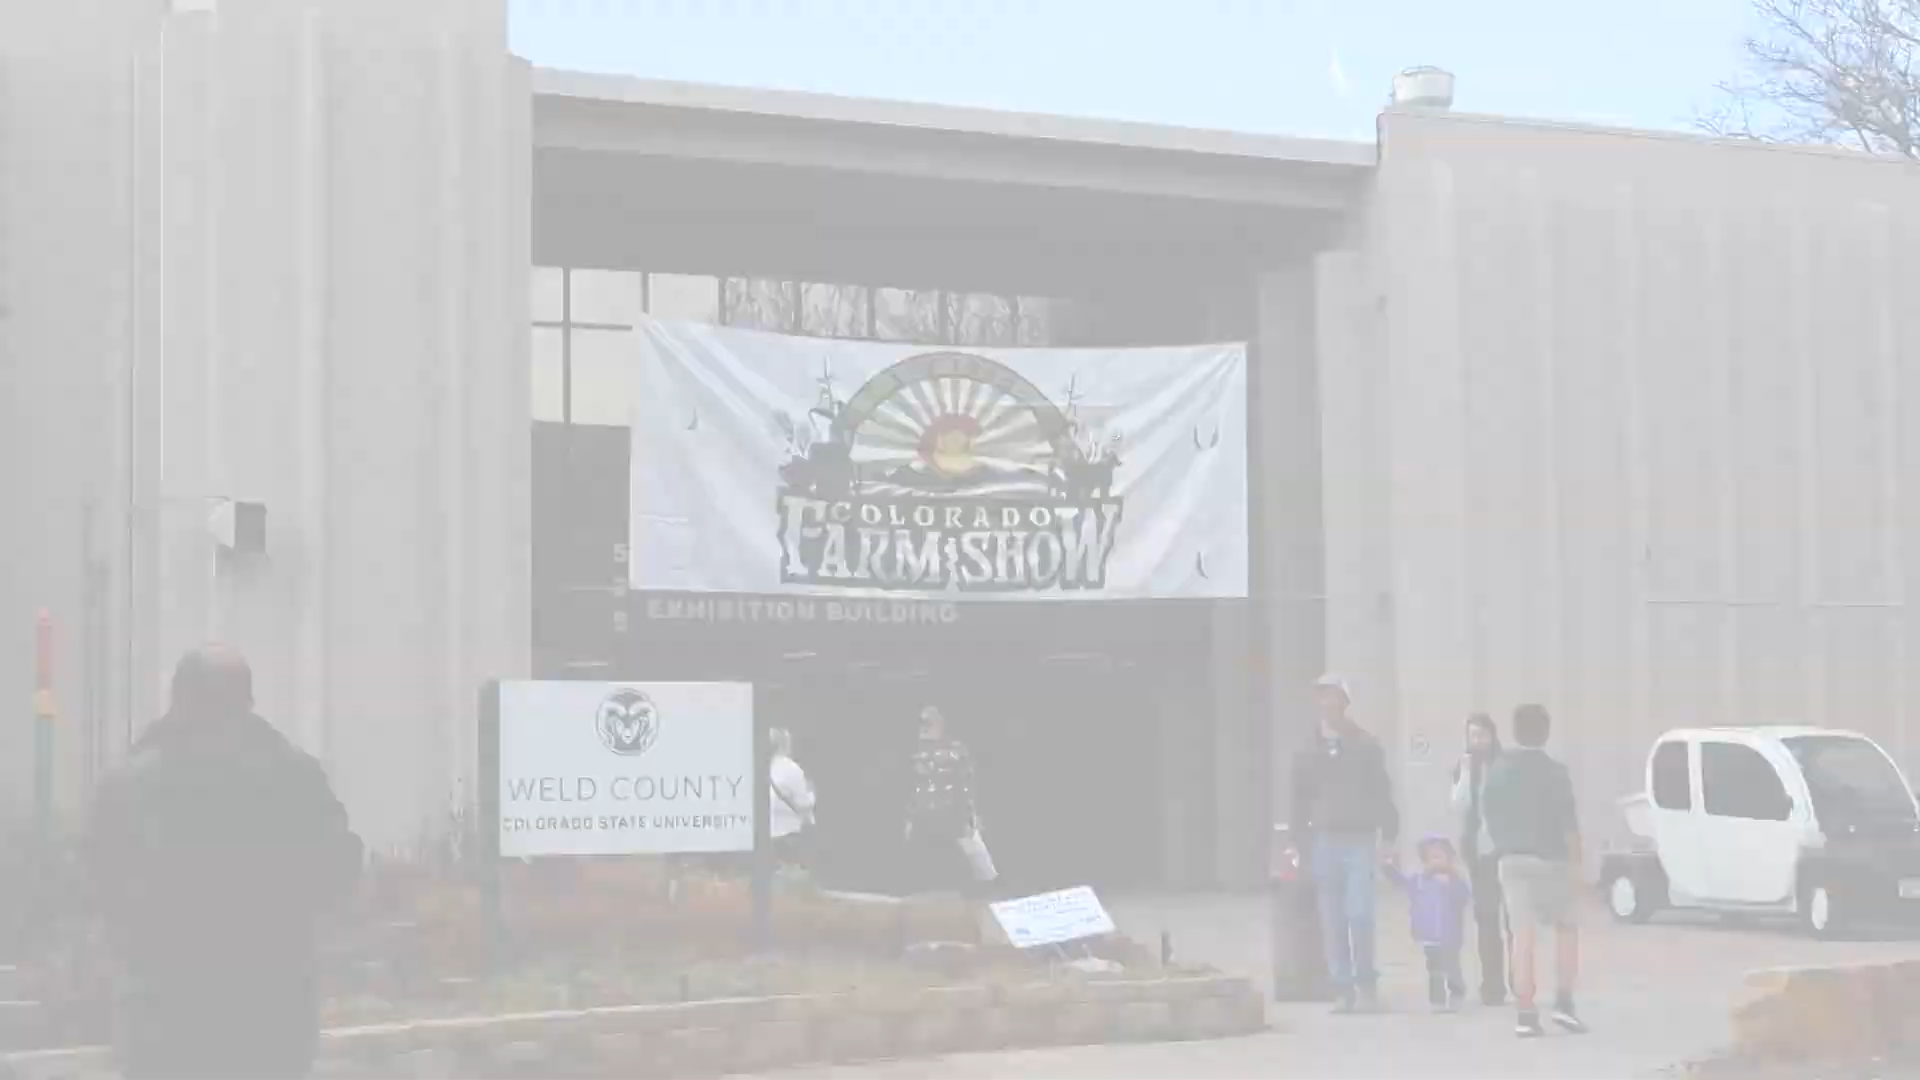 COLORADO
FARM SHOW
EXHIBITION BUILDING
WELD COUNTY
COLORADO STATE UNIVERSITY